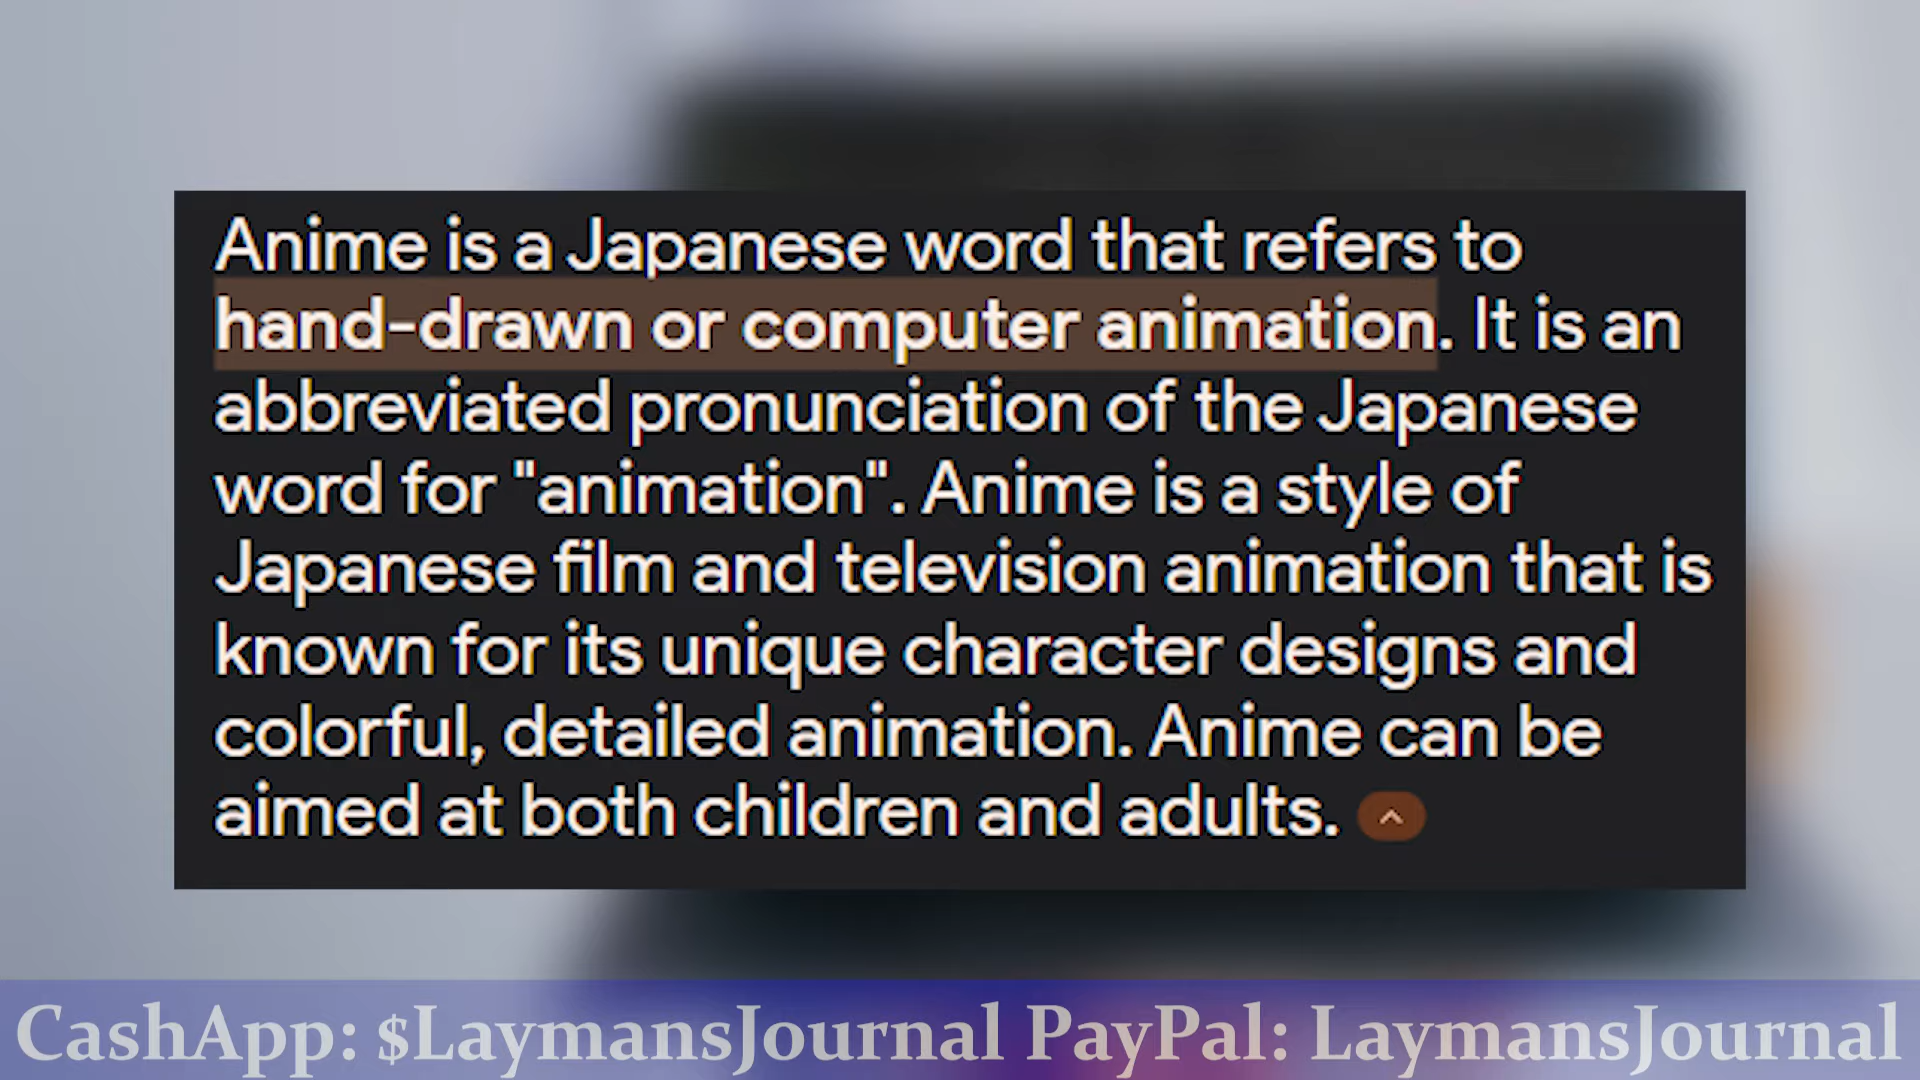 Anime is a Japanese word that refers to
hand-drawn or computer animation. It is an
abbreviated pronunciation of the Japanese
word for "animation". Anime is a style of
Japanese film and television animation that is
known for its unique character designs and
colorful, detailed animation. Anime can be
aimed at both children and adults.
CashApp: $LaymansJournal PayPal: LaymansJournal